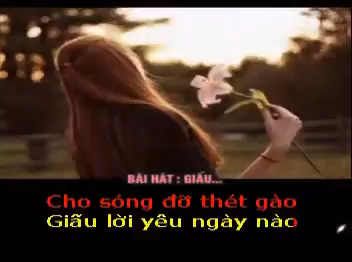 BÀI HÁT : GIẤU...
Cho sóng đỡ thét gào
Giấu lời yêu ngày nào